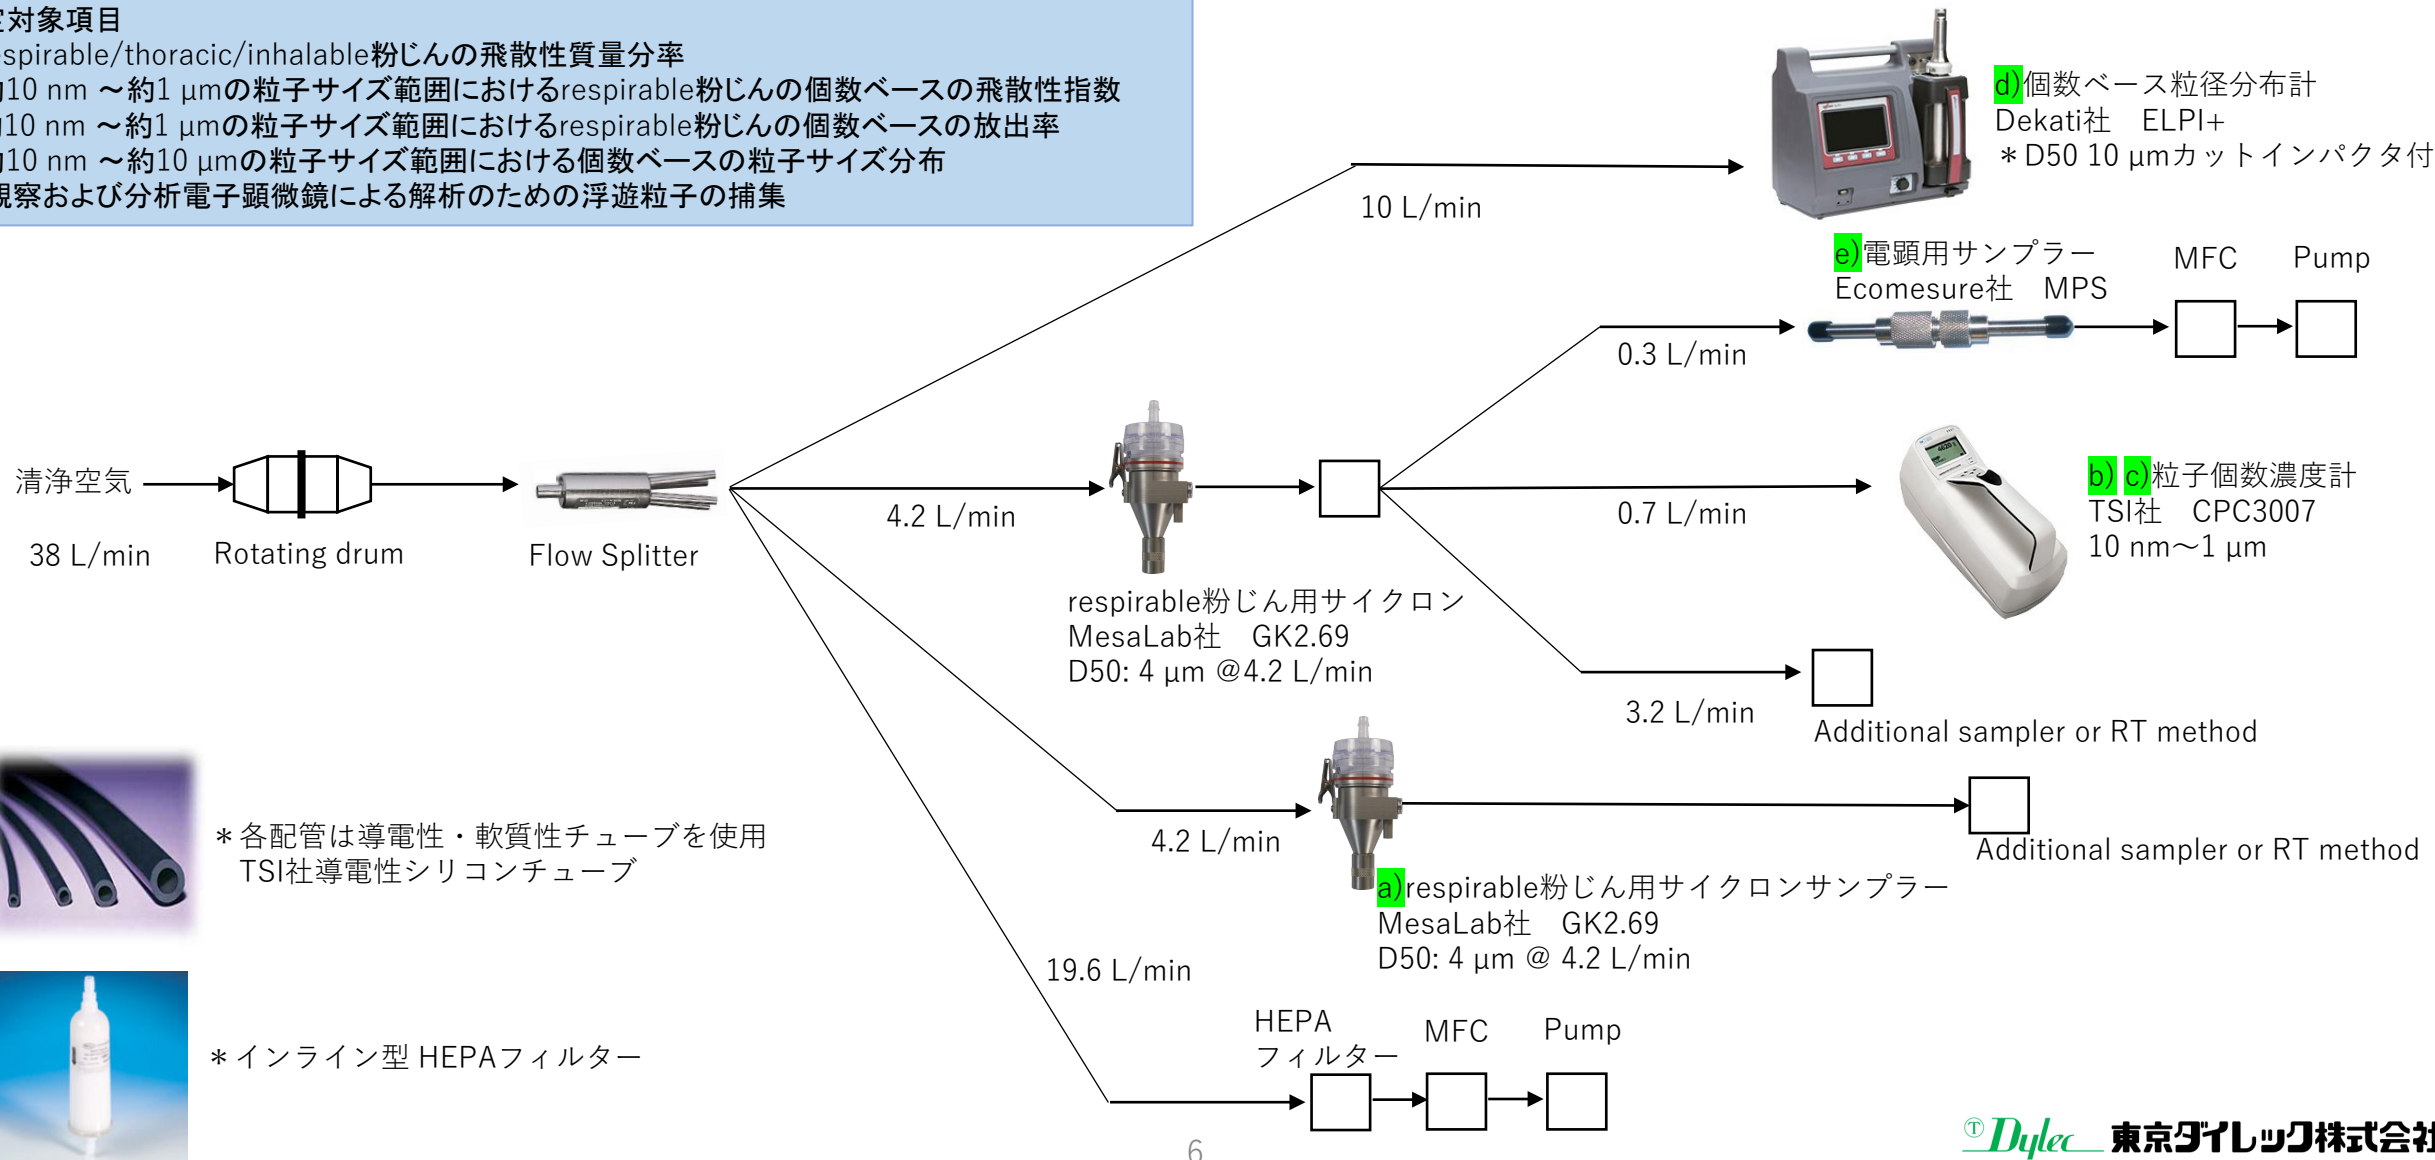 定対象項目
espirable/thoracic/inhalable粉じんの飛散性質量分率
約10 nm ～約1 μmの粒子サイズ範囲におけるrespirable粉じんの個数ベースの飛散性指数
約10 nm ～約1 μmの粒子サイズ範囲におけるrespirable粉じんの個数ベースの放出率
約10 nm ～約10 μmの粒子サイズ範囲における個数ベースの粒子サイズ分布
観察および分析電子顕微鏡による解析のための浮遊粒子の捕集
d)個数ベース粒径分布計
Dekati社　ELPI+
＊D50 10 μmカットインパクタ付
10 L/min
e)電顕用サンプラー
Ecomesure社　MPS
MFC
Pump
0.3 L/min
清浄空気
38 L/min
Rotating drum
Flow Splitter
4.2 L/min
respirable粉じん用サイクロン
MesaLab社　GK2.69
D50: 4 μm @4.2 L/min
0.7 L/min
b) c)粒子個数濃度計
TSI社　CPC3007
10 nm～1 μm
3.2 L/min
Additional sampler or RT method
4.2 L/min
a)respirable粉じん用サイクロンサンプラー
MesaLab社　GK2.69
D50: 4 μm @ 4.2 L/min
Additional sampler or RT method
＊各配管は導電性・軟質性チューブを使用
TSI社導電性シリコンチューブ
19.6 L/min
HEPA
フィルター
MFC
Pump
＊インライン型 HEPAフィルター
6
Dylec 東京ダイレック株式会社